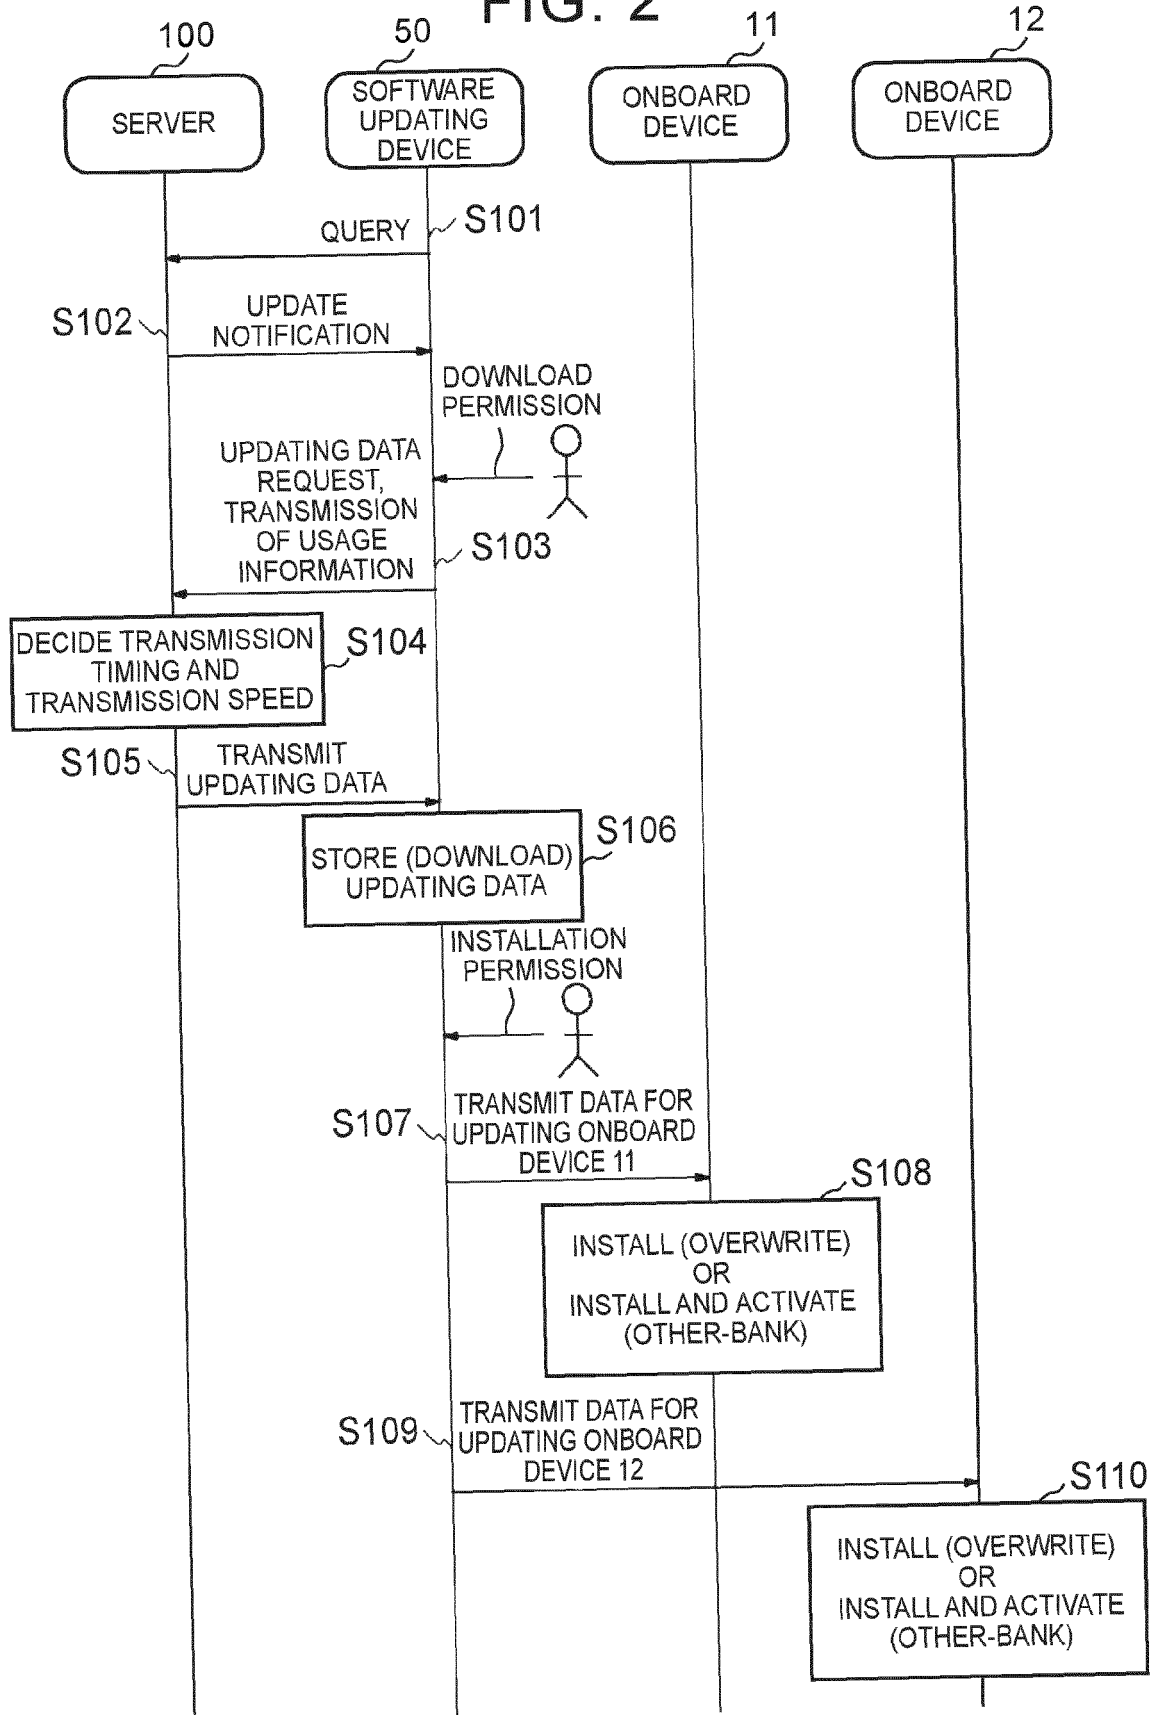 FIG. 2
100
50
11
12
SERVER
SOFTWARE
UPDATING
DEVICE
ONBOARD
DEVICE
ONBOARD
DEVICE
S101
QUERY
S102
UPDATE
NOTIFICATION
DOWNLOAD
PERMISSION
UPDATING DATA
REQUEST,
TRANSMISSION
OF USAGE
INFORMATION
S103
DECIDE TRANSMISSION
TIMING AND
TRANSMISSION SPEED
S104
S105
TRANSMIT
UPDATING DATA
S106
STORE (DOWNLOAD)
UPDATING DATA
INSTALLATION
PERMISSION
S107
TRANSMIT DATA FOR
UPDATING ONBOARD
DEVICE 11
S108
INSTALL (OVERWRITE)
OR
INSTALL AND ACTIVATE
(OTHER-BANK)
S109
TRANSMIT DATA FOR
UPDATING ONBOARD
DEVICE 12
S110
INSTALL (OVERWRITE)
OR
INSTALL AND ACTIVATE
(OTHER-BANK)